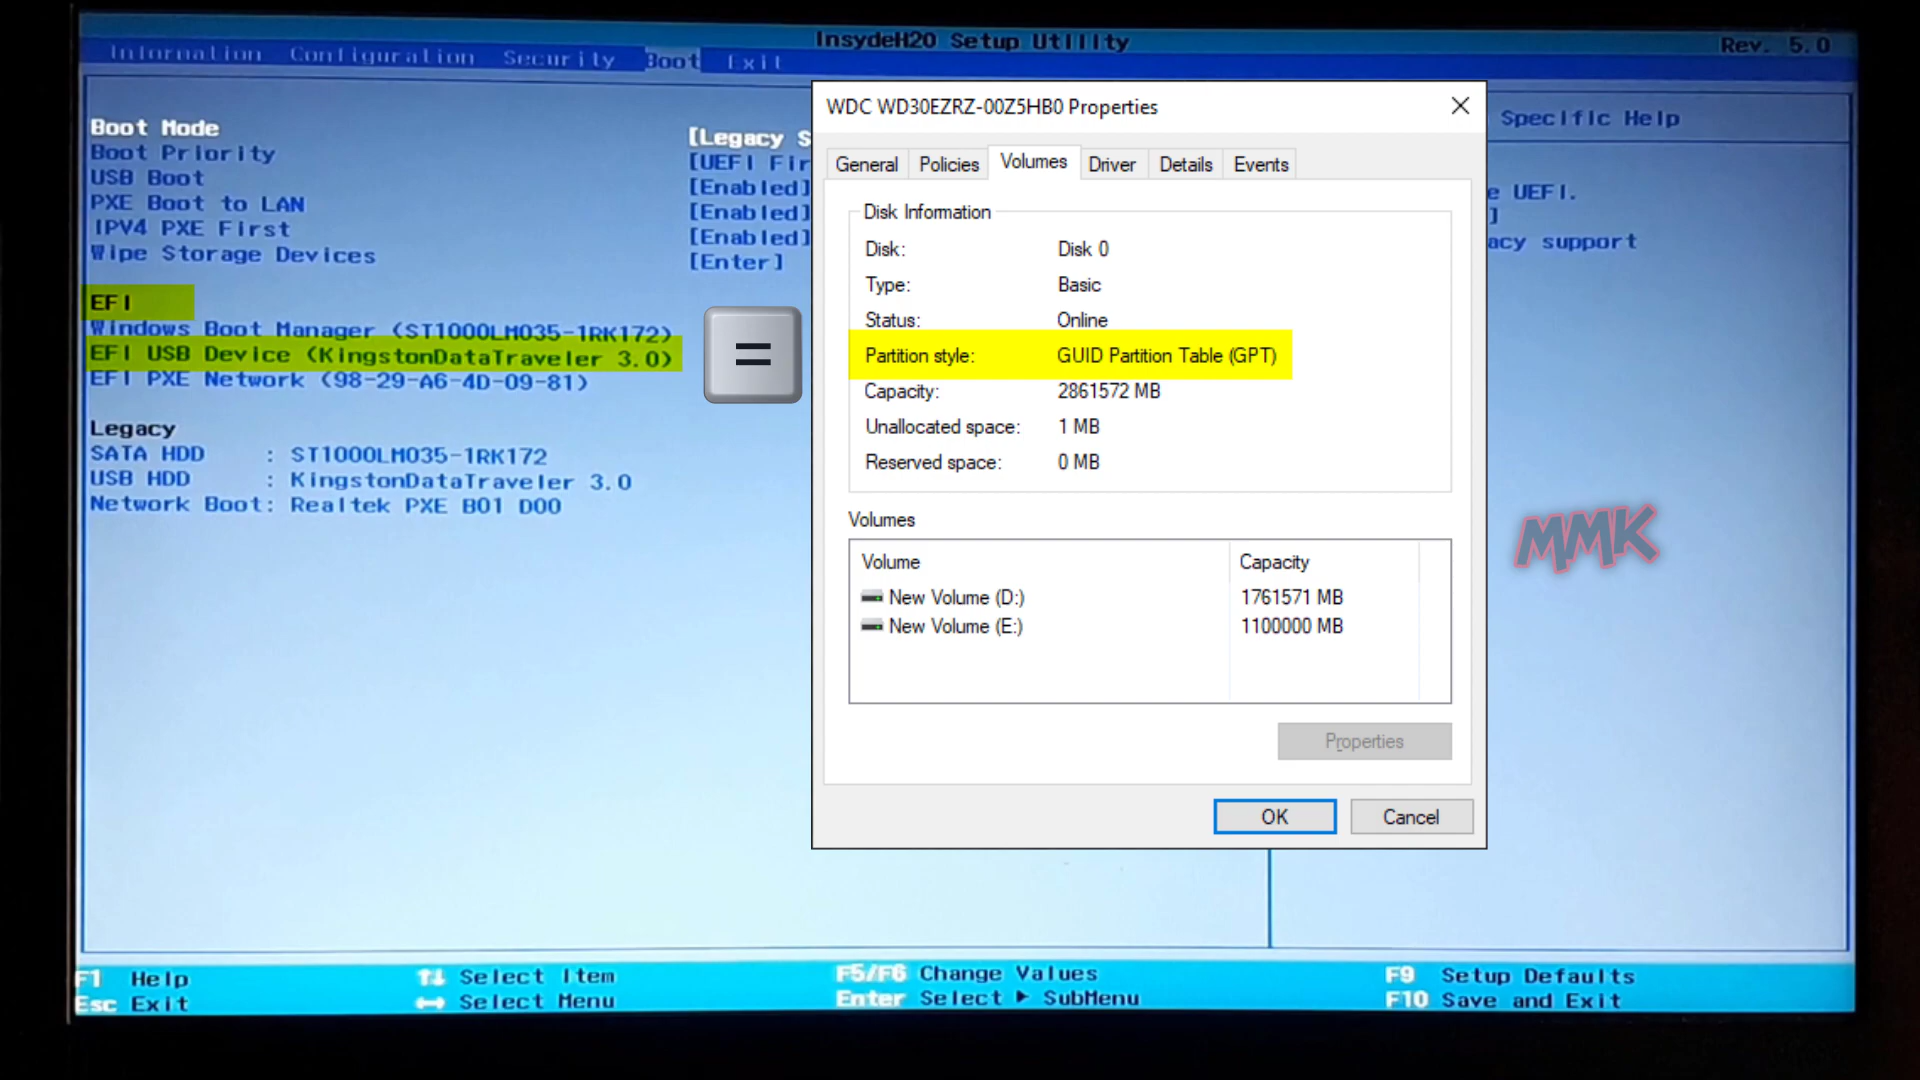 InsydeH20 Setup Utility
Rev. 5.0
Information Configuration Security Boot Exit
Boot Mode
[Legacy S
Boot Priority
[UEFI Fir
USB Boot
[Enabled]
PXE Boot to LAN
[Enabled]
IPV4 PXE First
[Enabled]
Wipe Storage Devices
[Enter]
EFI
Windows Boot Manager (ST1000LM035-1RK172)
EFI USB Device (KingstonDataTraveler 3.0)
EFI PXE Network (98-29-A6-4D-09-81)
Legacy
SATA HDD : ST1000LM035-1RK172
USB HDD : KingstonDataTraveler 3.0
Network Boot: Realtek PXE B01 D00
=
WDC WD30EZRZ-00Z5HB0 Properties
General Policies Volumes Driver Details Events
Disk Information
Disk: Disk 0
Type: Basic
Status: Online
Partition style: GUID Partition Table (GPT)
Capacity: 2861572 MB
Unallocated space: 1 MB
Reserved space: 0 MB
Volumes
Volume Capacity
New Volume (D:) 1761571 MB
New Volume (E:) 1100000 MB
Properties
OK Cancel
Specific Help
e UEFI.
]
acy support
MMK
F1 Help
↑↓ Select Item
F5/F6 Change Values
F9 Setup Defaults
Esc Exit
↔ Select Menu
Enter Select ▶ SubMenu
F10 Save and Exit